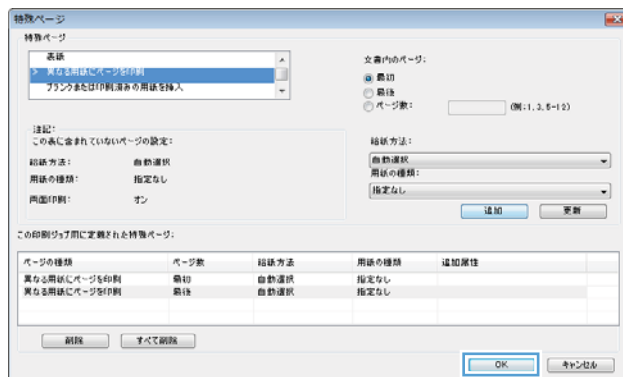 特殊ページ
特殊ページ
表紙
> 異なる用紙にページを印刷
ブランクまたは印刷済みの用紙を挿入
文書内のページ:
最初
最後
ページ数: (例:1,3,5-12)
注記:
この表に含まれていないページの設定:
給紙方法: 自動選択
用紙の種類: 指定なし
両面印刷: オン
給紙方法:
自動選択
用紙の種類:
指定なし
追加 更新
この印刷ジョブ用に定義された特殊ページ:
ページの種類 ページ数 給紙方法 用紙の種類 追加属性
異なる用紙にページを印刷 最初 自動選択 指定なし
異なる用紙にページを印刷 最後 自動選択 指定なし
削除 すべて削除
OK キャンセル